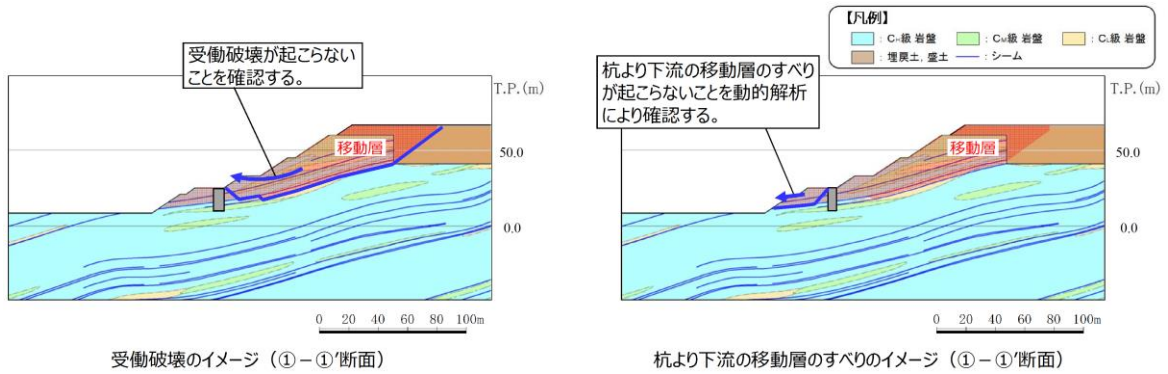 【凡例】
: CH級 岩盤 : CM級 岩盤 : CL級 岩盤
: 埋戻土, 盛土 : シーム
受働破壊が起こらない
ことを確認する。
移動層
T.P.(m)
50.0
0.0
0 20 40 60 80 100m
受働破壊のイメージ（①－①’断面）
杭より下流の移動層のすべり
が起こらないことを動的解析
により確認する。
移動層
T.P.(m)
50.0
0.0
0 20 40 60 80 100m
杭より下流の移動層のすべりのイメージ（①－①’断面）